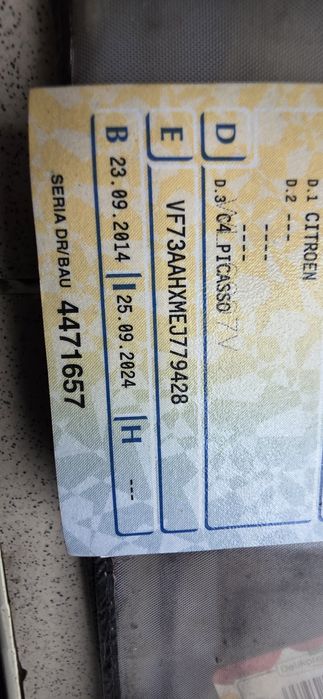 D.1 CITROEN
D.2 ---
----
----
D D.3 C4 PICASSO
E VF73AAHXMEJ779428
B 23.09.2014 I 25.09.2024 H ---
SERIA DR/BAU 4471657